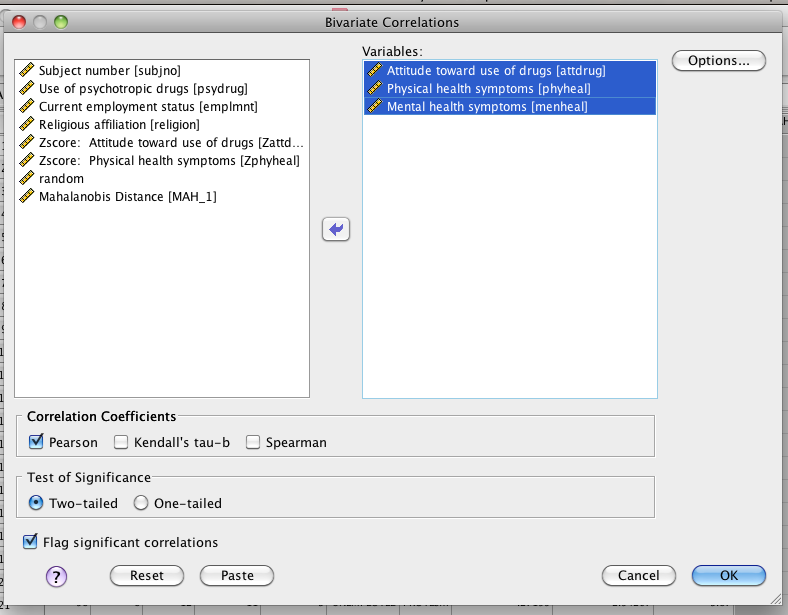 Bivariate Correlations
Variables:
Subject number [subjno]
Use of psychotropic drugs [psydrug]
Current employment status [emplmnt]
Religious affiliation [religion]
Zscore:  Attitude toward use of drugs [Zattd...
Zscore:  Physical health symptoms [Zphyheal]
random
Mahalanobis Distance [MAH_1]
Attitude toward use of drugs [attdrug]
Physical health symptoms [phyheal]
Mental health symptoms [menheal]
Options...
Correlation Coefficients
Pearson Kendall's tau-b Spearman
Test of Significance
Two-tailed One-tailed
Flag significant correlations
? Reset Paste Cancel OK